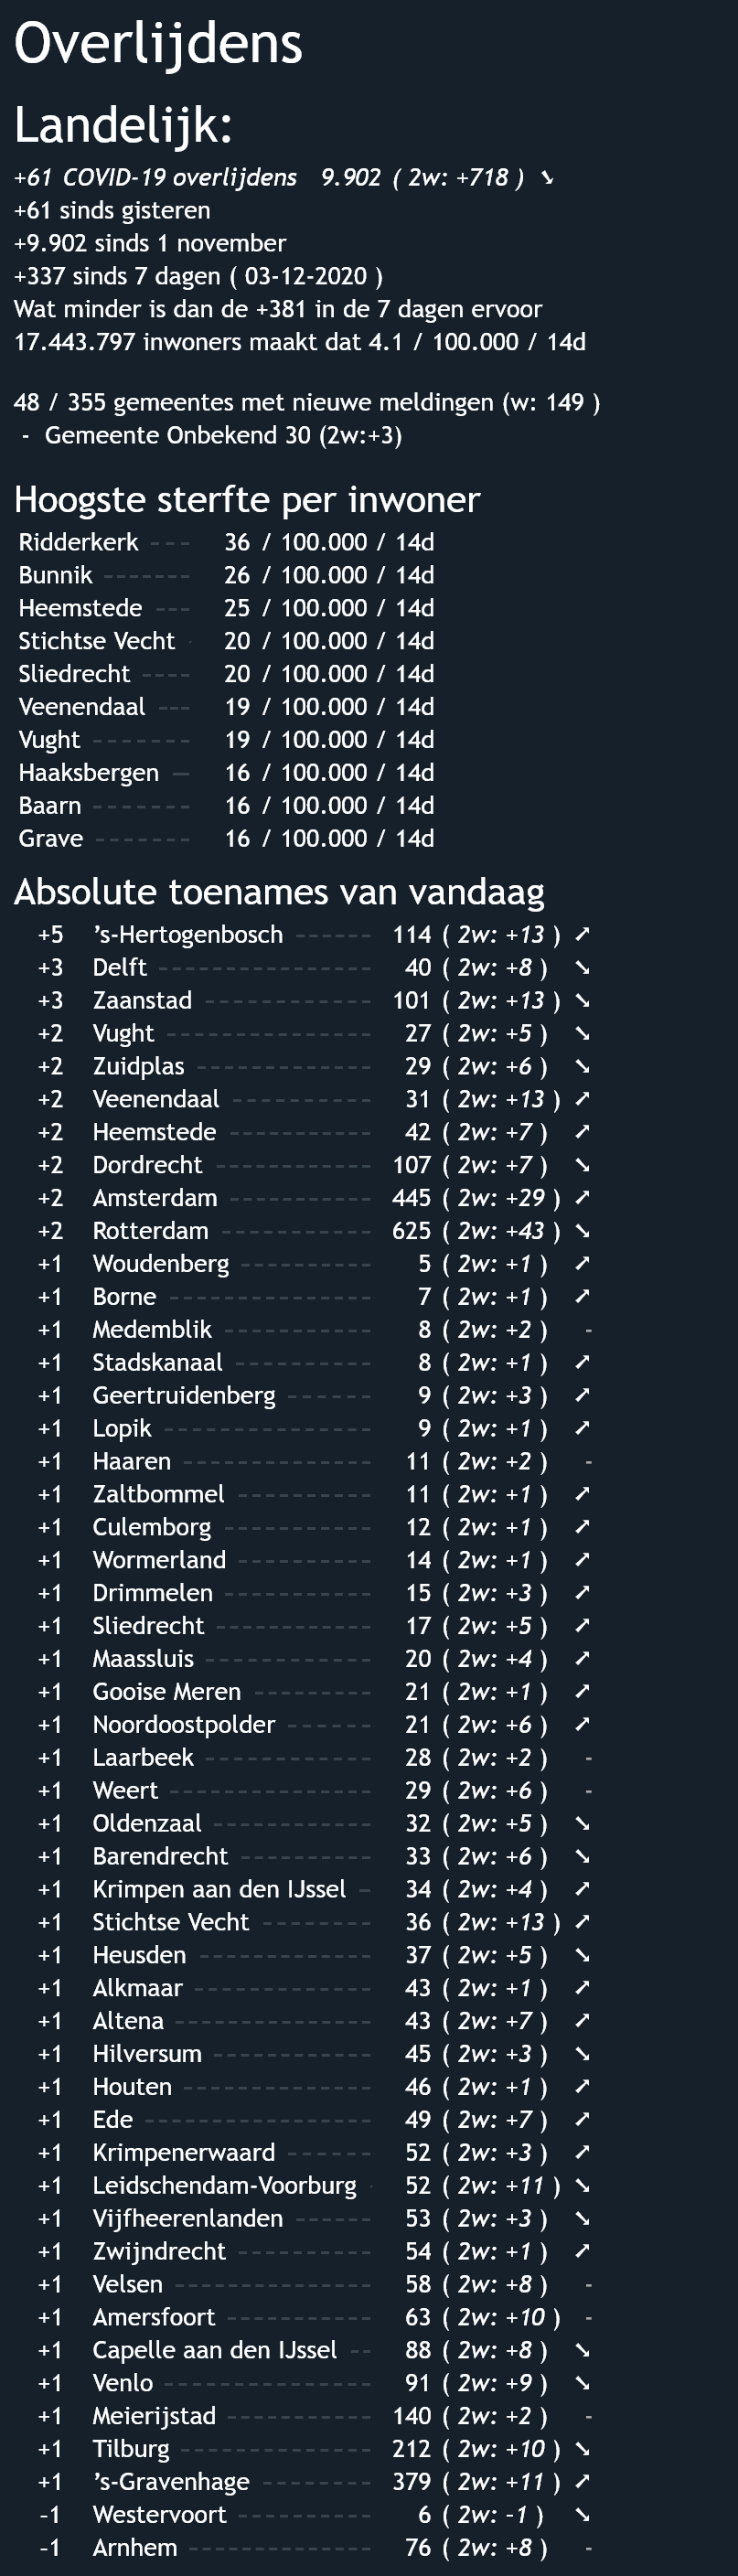 Overlijdens
Landelijk:
+61 COVID-19 overlijdens 9.902 ( 2w: +718 ) ➘
+61 sinds gisteren
+9.902 sinds 1 november
+337 sinds 7 dagen ( 03-12-2020 )
Wat minder is dan de +381 in de 7 dagen ervoor
17.443.797 inwoners maakt dat 4.1 / 100.000 / 14d
48 / 355 gemeentes met nieuwe meldingen (w: 149 )
- Gemeente Onbekend 30 (2w:+3)
Hoogste sterfte per inwoner
Ridderkerk --- 36 / 100.000 / 14d
Bunnik ------- 26 / 100.000 / 14d
Heemstede --- 25 / 100.000 / 14d
Stichtse Vecht - 20 / 100.000 / 14d
Sliedrecht ---- 20 / 100.000 / 14d
Veenendaal --- 19 / 100.000 / 14d
Vught ------- 19 / 100.000 / 14d
Haaksbergen -- 16 / 100.000 / 14d
Baarn ------- 16 / 100.000 / 14d
Grave ------- 16 / 100.000 / 14d
Absolute toenames van vandaag
+5 's-Hertogenbosch ------ 114 ( 2w: +13 ) ➚
+3 Delft ---------------- 40 ( 2w: +8 ) ➘
+3 Zaanstad ------------- 101 ( 2w: +13 ) ➘
+2 Vught ---------------- 27 ( 2w: +5 ) ➘
+2 Zuidplas ------------- 29 ( 2w: +6 ) ➘
+2 Veenendaal ----------- 31 ( 2w: +13 ) ➚
+2 Heemstede ----------- 42 ( 2w: +7 ) ➚
+2 Dordrecht ------------ 107 ( 2w: +7 ) ➘
+2 Amsterdam ----------- 445 ( 2w: +29 ) ➚
+2 Rotterdam ----------- 625 ( 2w: +43 ) ➘
+1 Woudenberg ---------- 5 ( 2w: +1 ) ➚
+1 Borne --------------- 7 ( 2w: +1 ) ➚
+1 Medemblik ----------- 8 ( 2w: +2 ) -
+1 Stadskanaal ---------- 8 ( 2w: +1 ) ➚
+1 Geertruidenberg ------ 9 ( 2w: +3 ) ➚
+1 Lopik ---------------- 9 ( 2w: +1 ) ➚
+1 Haaren -------------- 11 ( 2w: +2 ) -
+1 Zaltbommel ---------- 11 ( 2w: +1 ) ➚
+1 Culemborg ----------- 12 ( 2w: +1 ) ➚
+1 Wormerland ---------- 14 ( 2w: +1 ) ➚
+1 Drimmelen ----------- 15 ( 2w: +3 ) ➚
+1 Sliedrecht ------------ 17 ( 2w: +5 ) ➚
+1 Maassluis ------------ 20 ( 2w: +4 ) ➚
+1 Gooise Meren --------- 21 ( 2w: +1 ) ➚
+1 Noordoostpolder ------ 21 ( 2w: +6 ) ➚
+1 Laarbeek ------------ 28 ( 2w: +2 ) -
+1 Weert --------------- 29 ( 2w: +6 ) -
+1 Oldenzaal ------------ 32 ( 2w: +5 ) ➘
+1 Barendrecht ---------- 33 ( 2w: +6 ) ➘
+1 Krimpen aan den IJssel - 34 ( 2w: +4 ) ➚
+1 Stichtse Vecht -------- 36 ( 2w: +13 ) ➚
+1 Heusden ------------ 37 ( 2w: +5 ) ➘
+1 Alkmaar ------------- 43 ( 2w: +1 ) ➚
+1 Altena --------------- 43 ( 2w: +7 ) ➚
+1 Hilversum ----------- 45 ( 2w: +3 ) ➘
+1 Houten -------------- 46 ( 2w: +1 ) ➚
+1 Ede ----------------- 49 ( 2w: +7 ) ➚
+1 Krimpenerwaard ------ 52 ( 2w: +3 ) ➚
+1 Leidschendam-Voorburg - 52 ( 2w: +11 ) ➘
+1 Vijfheerenlanden ------ 53 ( 2w: +3 ) ➘
+1 Zwijndrecht ---------- 54 ( 2w: +1 ) ➚
+1 Velsen --------------- 58 ( 2w: +8 ) -
+1 Amersfoort ----------- 63 ( 2w: +10 ) -
+1 Capelle aan den IJssel -- 88 ( 2w: +8 ) ➘
+1 Venlo ---------------- 91 ( 2w: +9 ) ➘
+1 Meierijstad ----------- 140 ( 2w: +2 ) -
+1 Tilburg --------------- 212 ( 2w: +10 ) ➘
+1 's-Gravenhage -------- 379 ( 2w: +11 ) ➚
-1 Westervoort ---------- 6 ( 2w: -1 ) ➘
-1 Arnhem -------------- 76 ( 2w: +8 ) -